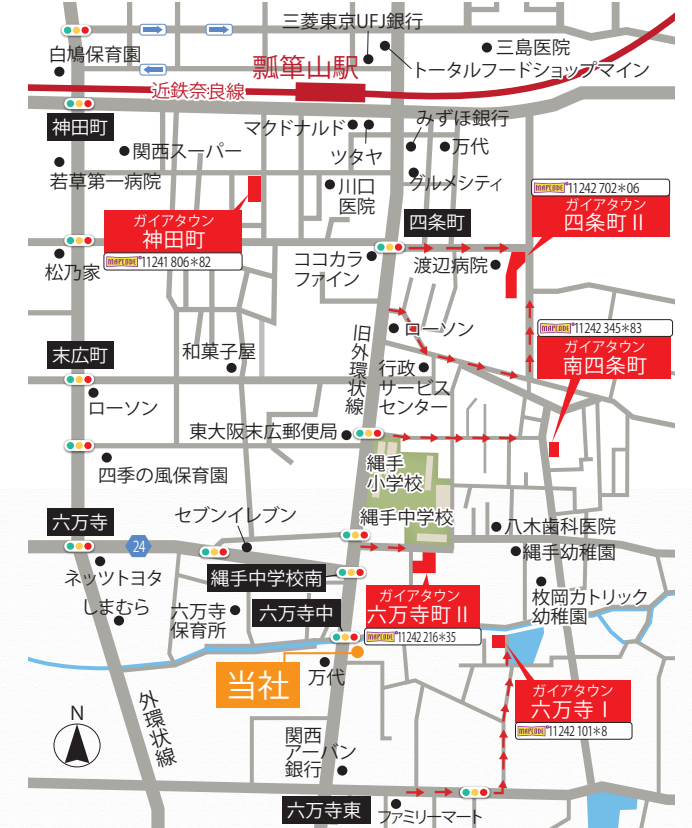 三菱東京UFJ銀行
白鳩保育園
三島医院
トータルフードショップマイン
瓢箪山駅
近鉄奈良線
神田町
マクドナルド
みずほ銀行
関西スーパー
ツタヤ
万代
若草第一病院
川口
医院
グルメシティ
MAPCODE 11242 702*06
ガイアタウン
四条町Ⅱ
ガイアタウン
神田町
MAPCODE 11241 806*82
四条町
松乃家
ココカラ
ファイン
渡辺病院
旧外環状線
ローソン
MAPCODE 11242 345*83
ガイアタウン
南四条町
末広町
和菓子屋
行政
サービス
センター
ローソン
東大阪末広郵便局
縄手
小学校
四季の風保育園
六万寺
セブンイレブン
縄手中学校
八木歯科医院
24
縄手幼稚園
ネッツトヨタ
縄手中学校南
しまむら
六万寺
保育所
六万寺中
ガイアタウン
六万寺町Ⅱ
MAPCODE 11242 216*35
枚岡カトリック
幼稚園
当社
万代
ガイアタウン
六万寺Ⅰ
MAPCODE 11242 101*8
N
外環状線
関西
アーバン
銀行
六万寺東
ファミリーマート